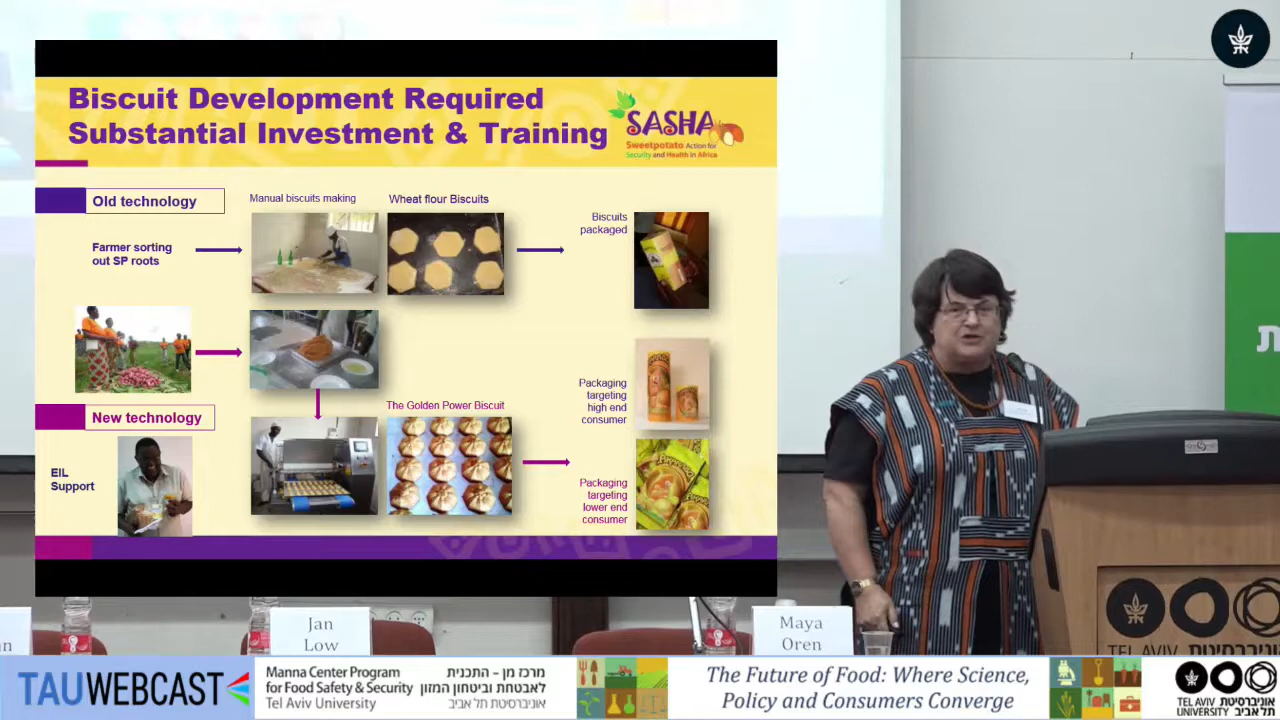 Biscuit Development Required
Substantial Investment & Training
SASHA
Sweetpotato Action for
Security and Health in Africa
Old technology
Manual biscuits making
Wheat flour Biscuits
Biscuits
packaged
Farmer sorting
out SP roots
Packaging
targeting
high end
consumer
New technology
The Golden Power Biscuit
EIL
Support
Packaging
targeting
lower end
consumer
Jan
Low
Maya
Oren
TAUWEBCAST
Manna Center Program
for Food Safety & Security
Tel Aviv University
מרכז מן – התכנית
לאבטחת וביטחון המזון
אוניברסיטת תל אביב
The Future of Food: Where Science,
Policy and Consumers Converge
TEL AVIV אוניברסיטת
UNIVERSITY תל אביב